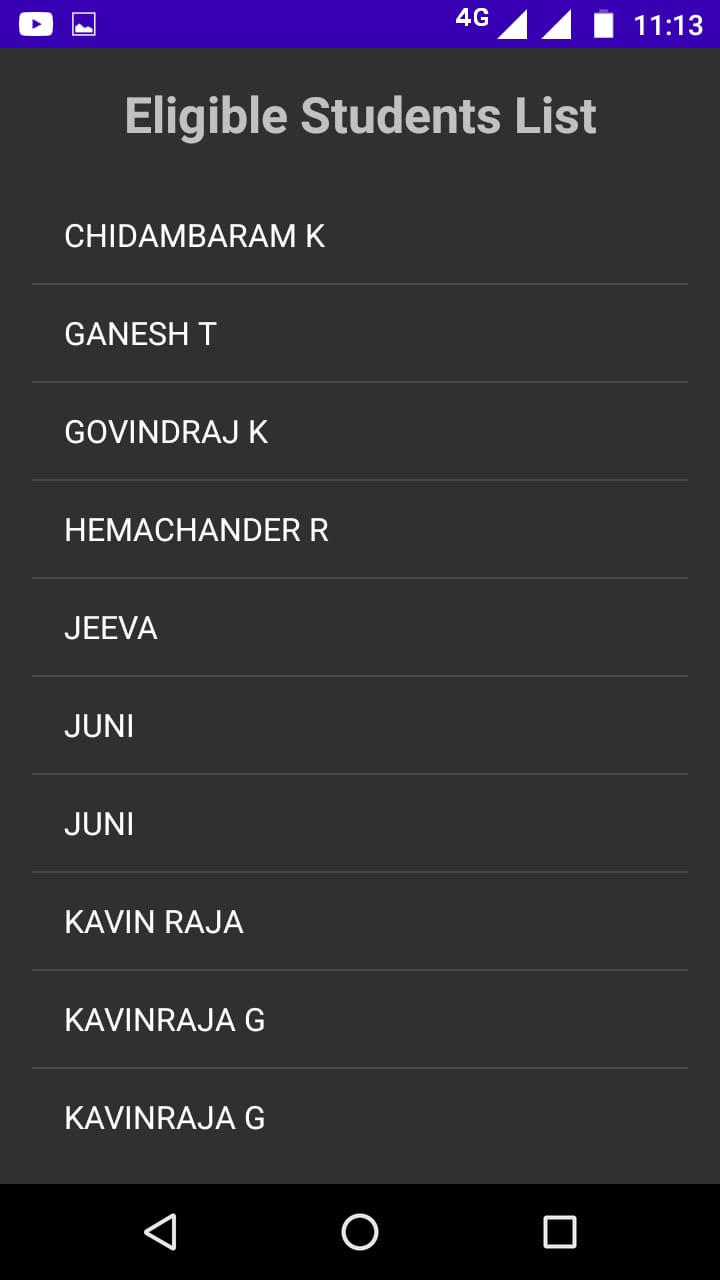 4G 11:13
Eligible Students List
CHIDAMBARAM K
GANESH T
GOVINDRAJ K
HEMACHANDER R
JEEVA
JUNI
JUNI
KAVIN RAJA
KAVINRAJA G
KAVINRAJA G